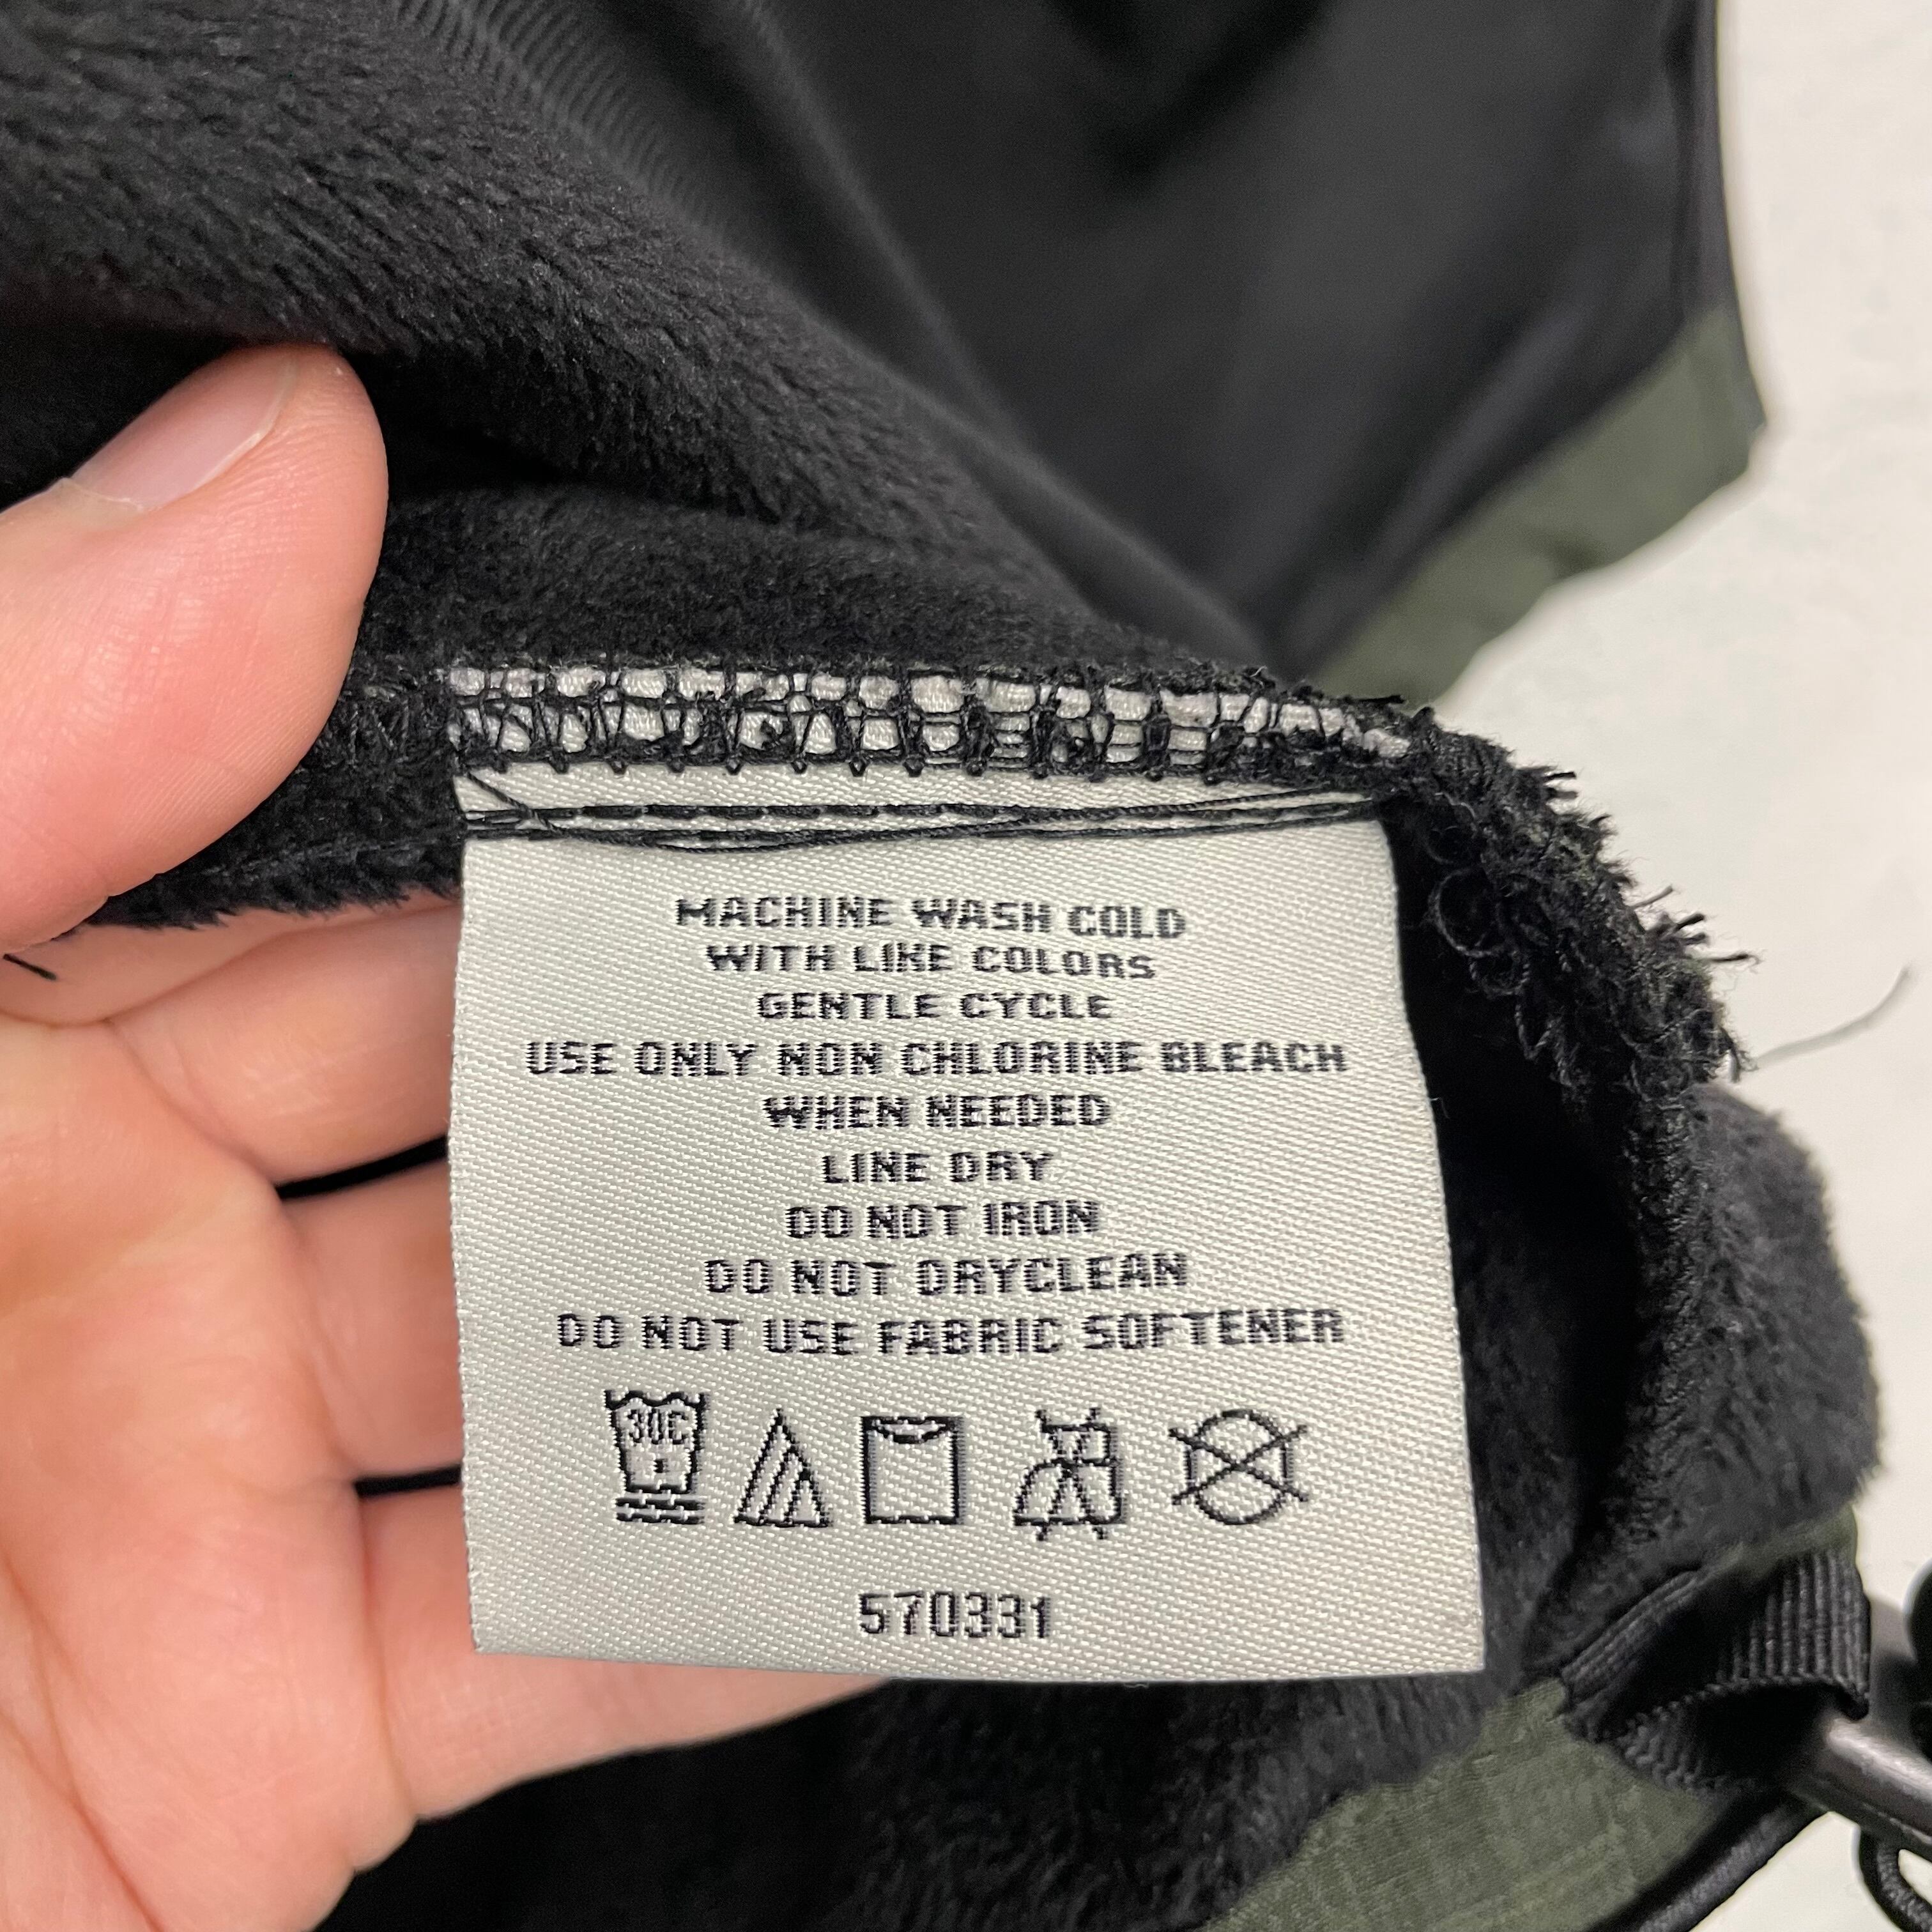 MACHINE WASH COLD
WITH LIKE COLORS
GENTLE CYCLE
USE ONLY NON CHLORINE BLEACH
WHEN NEEDED
LINE DRY
DO NOT IRON
DO NOT DRYCLEAN
DO NOT USE FABRIC SOFTENER
30C
570331